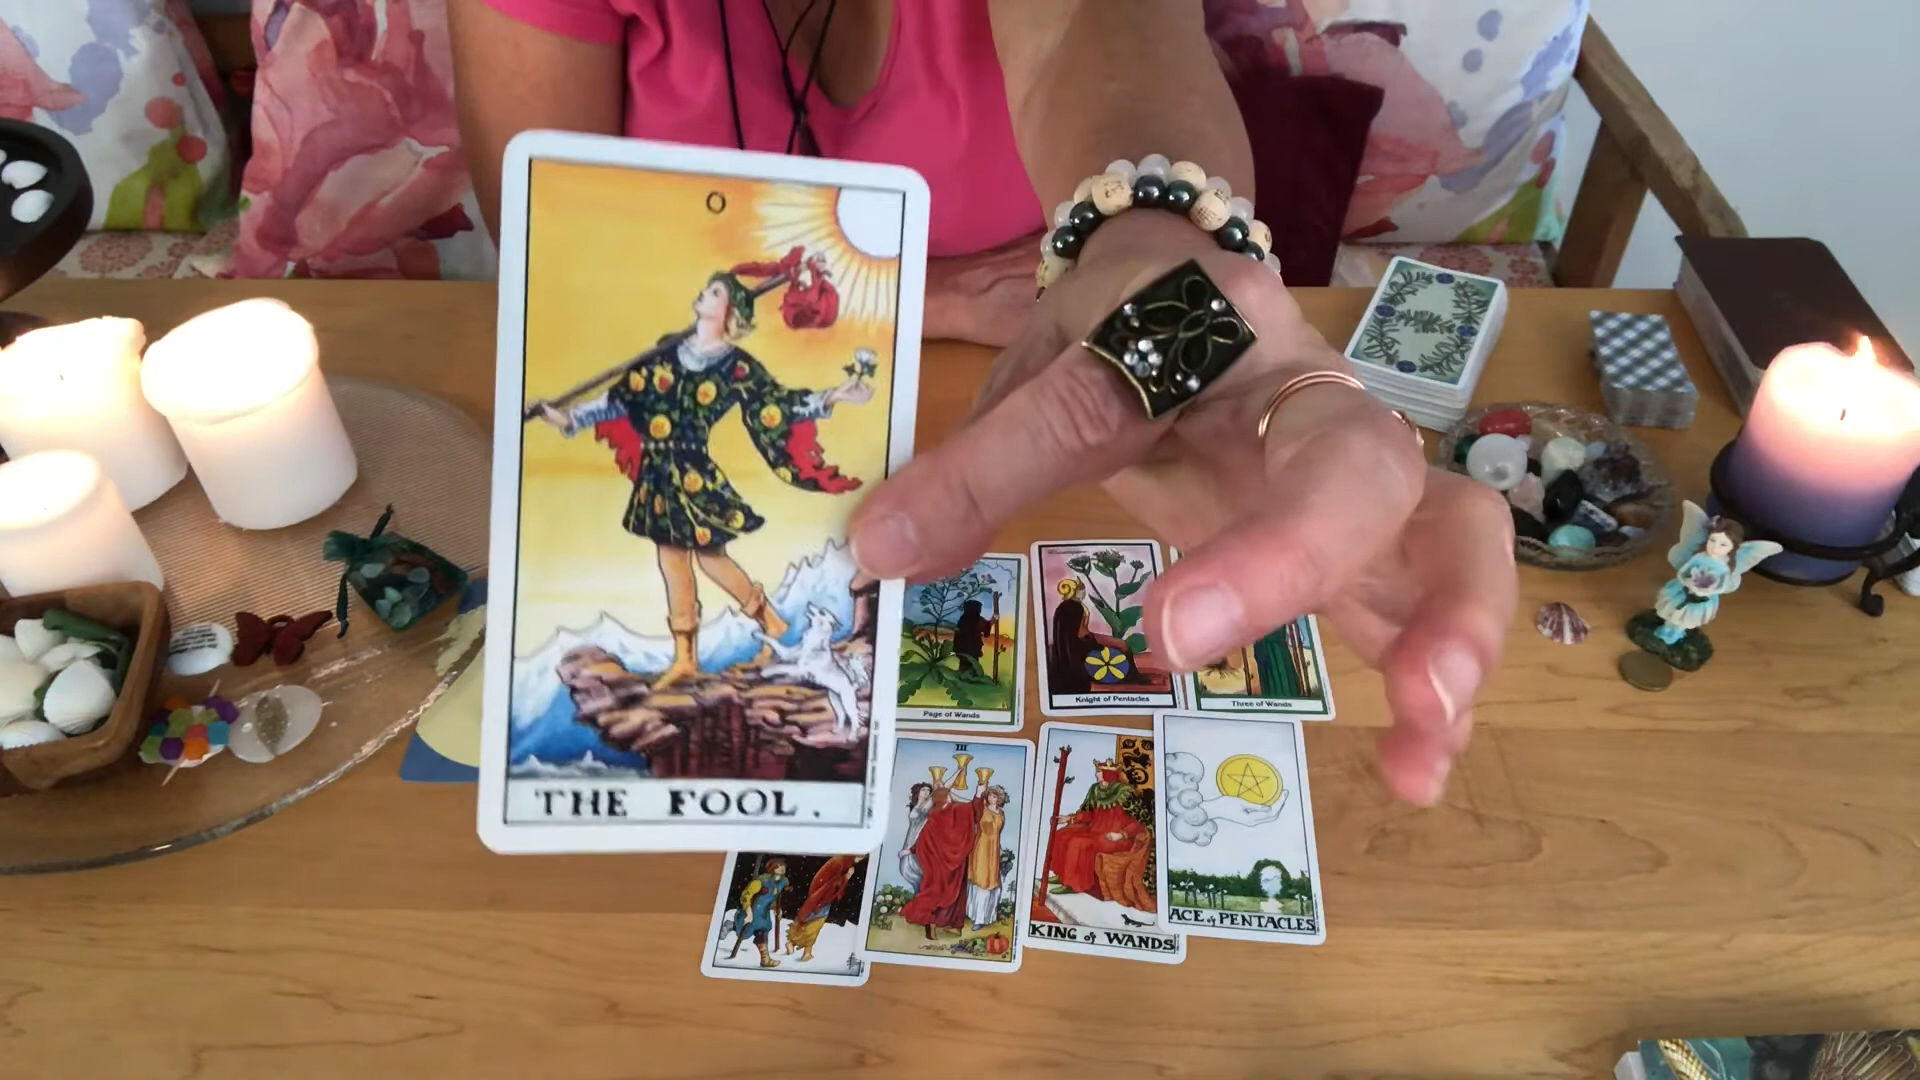 0
THE FOOL.
Page of Wands
Knight of Pentacles
Three of Wands
III
KING of WANDS
ACE of PENTACLES